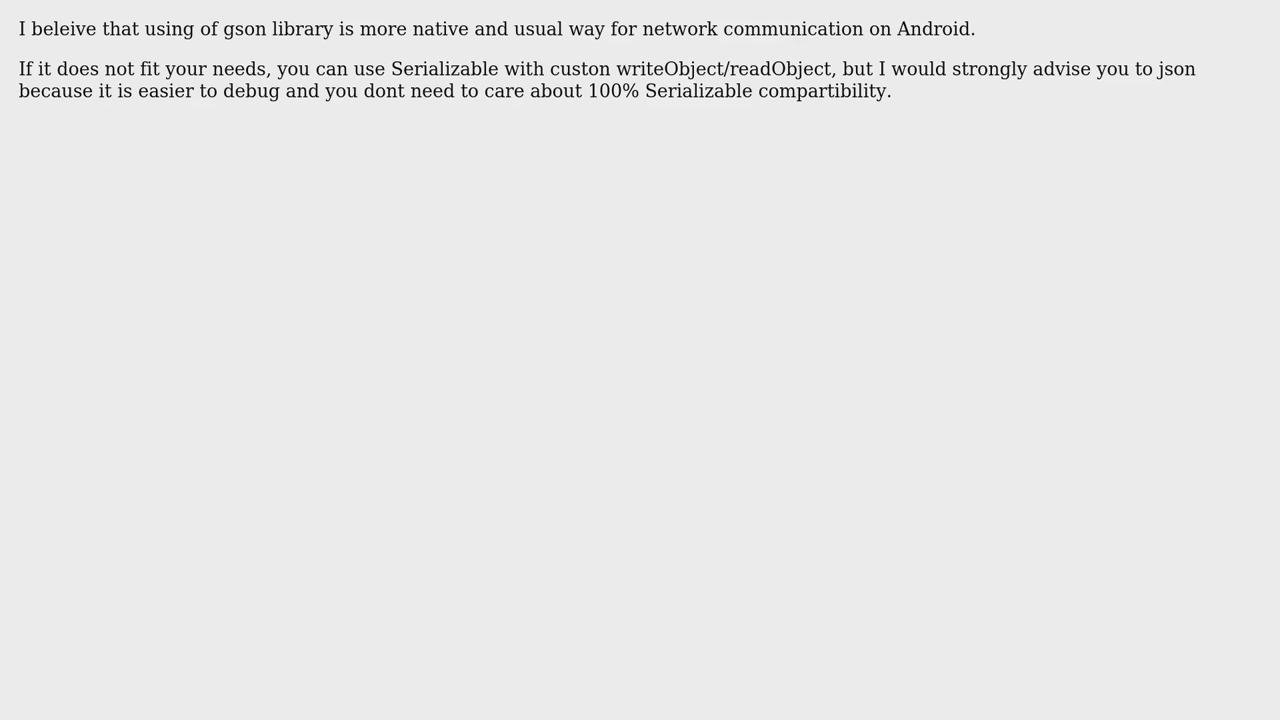 I beleive that using of gson library is more native and usual way for network communication on Android.
If it does not fit your needs, you can use Serializable with custon writeObject/readObject, but I would strongly advise you to json
because it is easier to debug and you dont need to care about 100% Serializable compartibility.